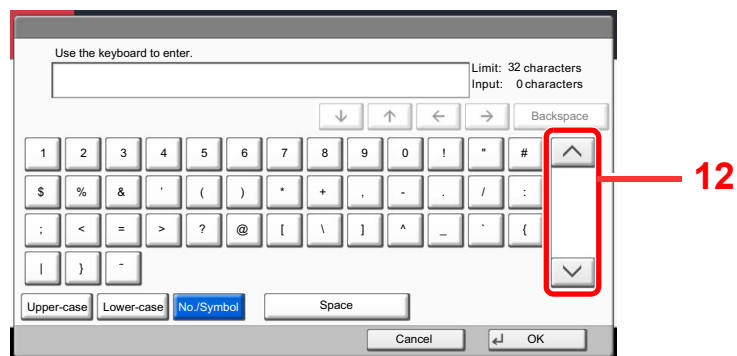 Use the keyboard to enter.
Limit: 32 characters
Input: 0 characters
↓ ↑ ← → Backspace
1 2 3 4 5 6 7 8 9 0 ! " #
$ % & ' ( ) * + , - . / :
; < = > ? @ [ \ ] ^ _ ` {
| } ~
12
Upper-case Lower-case No./Symbol Space
Cancel ↵ OK